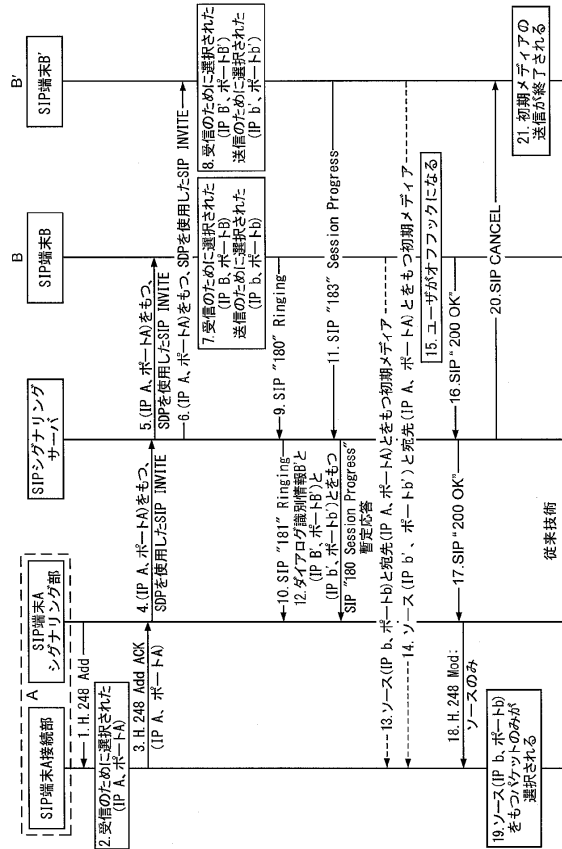 A
B
B'
SIP端末A接続部
SIP端末A
シグナリング部
SIPシグナリング
サーバ
SIP端末B
SIP端末B'
1. H.248 Add
2. 受信のために選択された
(IP A、ポートA)
3. H.248 Add ACK
(IP A、ポートA)
4. (IP A、ポートA)をもつ、
SDPを使用したSIP INVITE
5. (IP A、ポートA)をもつ、
SDPを使用したSIP INVITE
6. (IP A、ポートA)をもつ、SDPを使用したSIP INVITE
7. 受信のために選択された
(IP B、ポートB)
送信のために選択された
(IP b、ポートb)
8. 受信のために選択された
(IP B'、ポートB')
送信のために選択された
(IP b'、ポートb')
9. SIP "180" Ringing
10. SIP "181" Ringing
11. SIP "183" Session Progress
12. ダイアログ識別情報B'と
(IP B'、ポートB')と
(IP b'、ポートb')とをもつ
SIP "180 Session Progress"
暫定応答
13. ソース(IP b、ポートb)と宛先(IP A、ポートA)とをもつ初期メディア
14. ソース(IP b'、ポートb')と宛先(IP A、ポートA)とをもつ初期メディア
15. ユーザがオフフックになる
16. SIP "200 OK"
17. SIP "200 OK"
18. H.248 Mod:
ソースのみ
19. ソース(IP b、ポートb)
をもつパケットのみが
選択される
20. SIP CANCEL
21. 初期メディアの
送信が終了される
従来技術